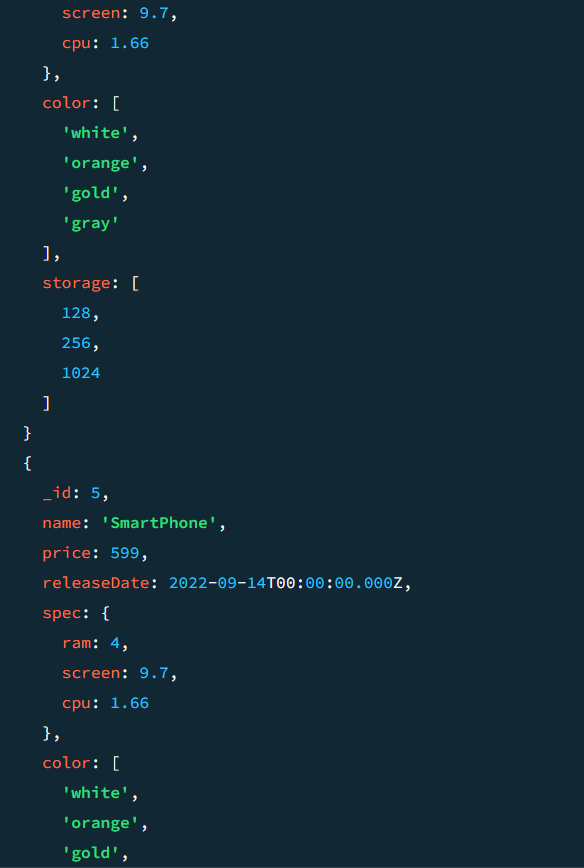 screen: 9.7,
cpu: 1.66
},
color: [
'white',
'orange',
'gold',
'gray'
],
storage: [
128,
256,
1024
]
}
{
_id: 5,
name: 'SmartPhone',
price: 599,
releaseDate: 2022-09-14T00:00:00.000Z,
spec: {
ram: 4,
screen: 9.7,
cpu: 1.66
},
color: [
'white',
'orange',
'gold',